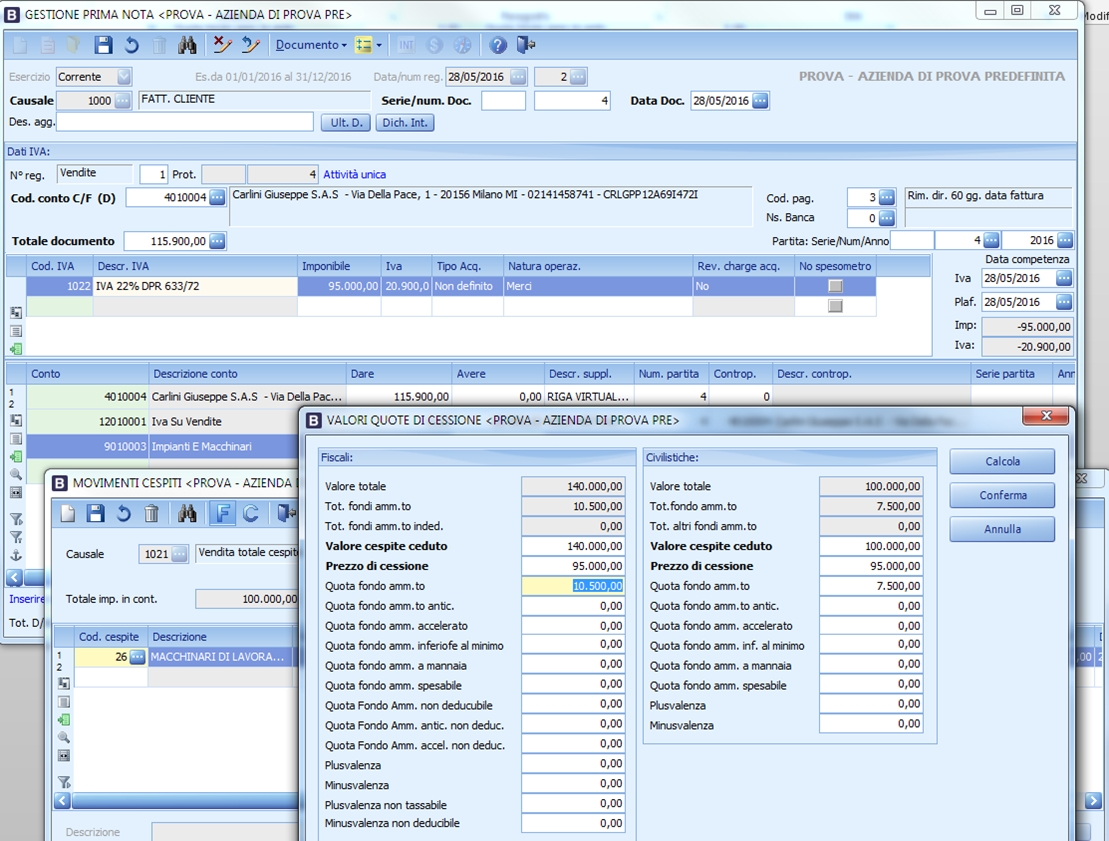 GESTIONE PRIMA NOTA <PROVA - AZIENDA DI PROVA PRE>
Modif
Documento
INT
Esercizio Corrente Es.da 01/01/2016 al 31/12/2016 Data/num reg. 28/05/2016 2 PROVA - AZIENDA DI PROVA PREDEFINITA
Causale 1000 FATT. CLIENTE Serie/num. Doc. 4 Data Doc. 28/05/2016
Des. agg. Ult. D. Dich. Int.
Dati IVA:
N° reg. Vendite 1 Prot. 4 Attività unica
Cod. conto C/F (D) 4010004 Carlini Giuseppe S.A.S - Via Della Pace, 1 - 20156 Milano MI - 02141458741 - CRLGPP12A69I472I Cod. pag. 3 Rim. dir. 60 gg. data fattura
Ns. Banca 0
Totale documento 115.900,00 Partita: Serie/Num/Anno 4 2016
Cod. IVA Descr. IVA Imponibile Iva Tipo Acq. Natura operaz. Rev. charge acq. No spesometro Data competenza
1022 IVA 22% DPR 633/72 95.000,00 20.900,0 Non definito Merci No Iva 28/05/2016
Plaf. 28/05/2016
Imp: -95.000,00
Iva: -20.900,00
Conto Descrizione conto Dare Avere Descr. suppl. Num. partita Controp. Descr. controp. Serie partita Ann
1
2
4010004 Carlini Giuseppe S.A.S - Via Della Pac... 115.900,00 0,00 RIGA VIRTUAL... 4 0
12010001 Iva Su Vendite
9010003 Impianti E Macchinari
Inserire
Tot. D/
MOVIMENTI CESPITI <PROVA - AZIENDA D
F C
Causale 1021 Vendita totale cespite
Totale imp. in cont. 100.000,00
Cod. cespite Descrizione
1
2
26 MACCHINARI DI LAVORA...
Descrizione
VALORI QUOTE DI CESSIONE <PROVA - AZIENDA DI PROVA PRE>
Fiscali:
Valore totale 140.000,00
Tot. fondi amm.to 10.500,00
Tot. fondi amm.to inded. 0,00
Valore cespite ceduto 140.000,00
Prezzo di cessione 95.000,00
Quota fondo amm.to 10.500,00
Quota fondo amm.to antic. 0,00
Quota fondo amm. accelerato 0,00
Quota fondo amm. inferiofe al minimo 0,00
Quota fondo amm. a mannaia 0,00
Quota fondo amm. spesabile 0,00
Quota Fondo Amm. non deducubile 0,00
Quota Fondo Amm. antic. non deduc. 0,00
Quota Fondo Amm. accel. non deduc. 0,00
Plusvalenza 0,00
Minusvalenza 0,00
Plusvalenza non tassabile 0,00
Minusvalenza non deducibile 0,00
Civilistiche:
Valore totale 100.000,00
Tot.fondo amm.to 7.500,00
Tot. altri fondi amm.to 0,00
Valore cespite ceduto 100.000,00
Prezzo di cessione 95.000,00
Quota fondo amm.to 7.500,00
Quota fondo amm.to antic. 0,00
Quota fondo amm. accelerato 0,00
Quota fondo amm. inf. al minimo 0,00
Quota fondo amm. a mannaia 0,00
Quota fondo amm. spesabile 0,00
Plusvalenza 0,00
Minusvalenza 0,00
Calcola
Conferma
Annulla